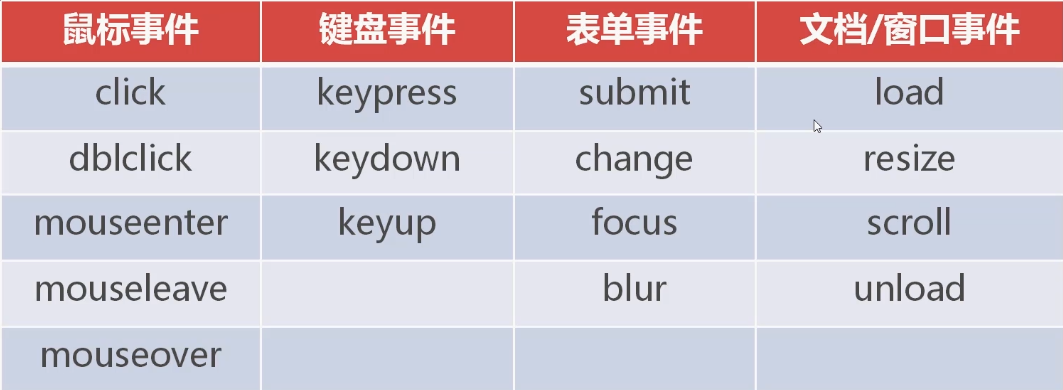 鼠标事件 键盘事件 表单事件 文档/窗口事件
click keypress submit load
dblclick keydown change resize
mouseenter keyup focus scroll
mouseleave blur unload
mouseover